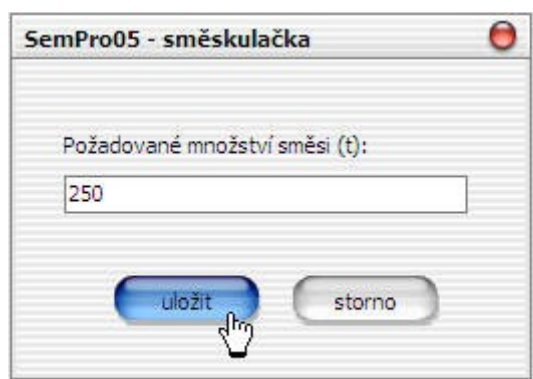 SemPro05 - směskulačka
Požadované množství směsi (t):
250
uložit storno